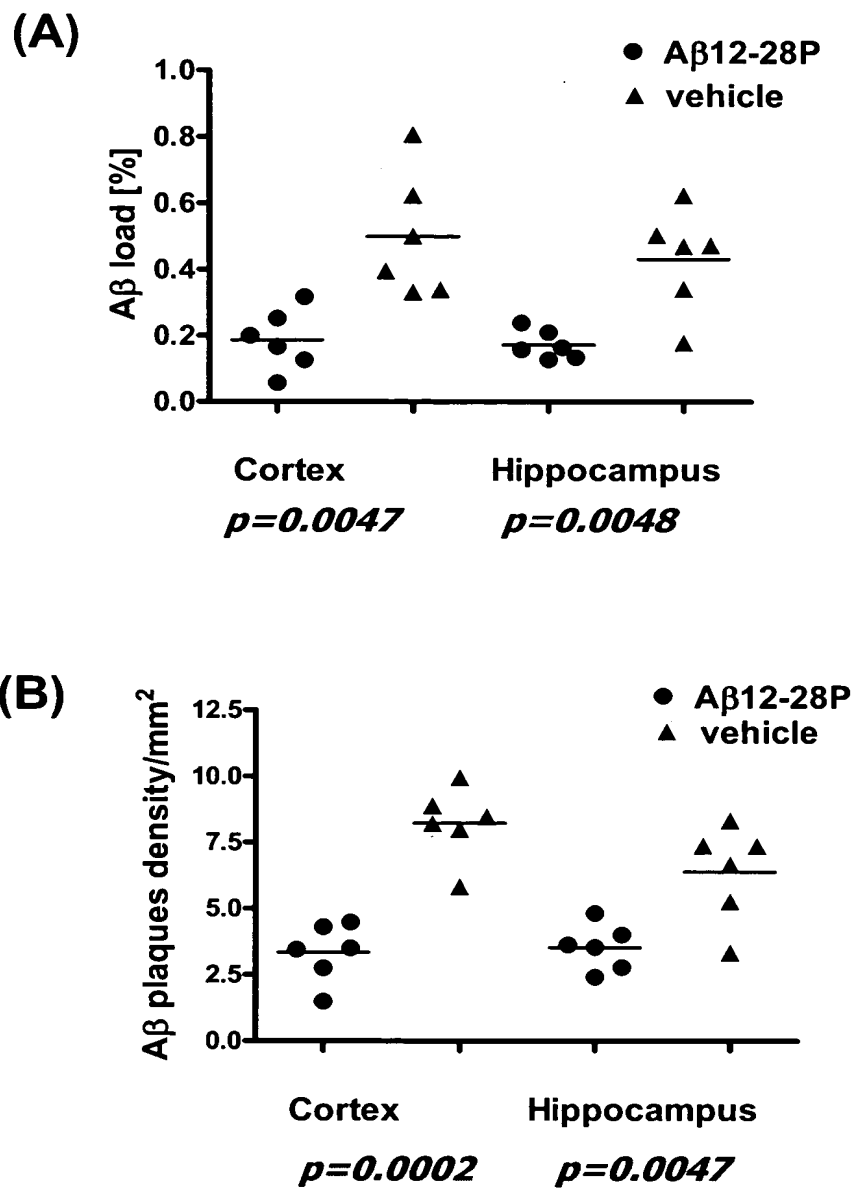 (A)
Aβ12-28P
vehicle
Aβ load [%]
1.0
0.8
0.6
0.4
0.2
0.0
Cortex Hippocampus
p=0.0047 p=0.0048
(B)
Aβ12-28P
vehicle
Aβ plaques density/mm²
12.5
10.0
7.5
5.0
2.5
0.0
Cortex Hippocampus
p=0.0002 p=0.0047